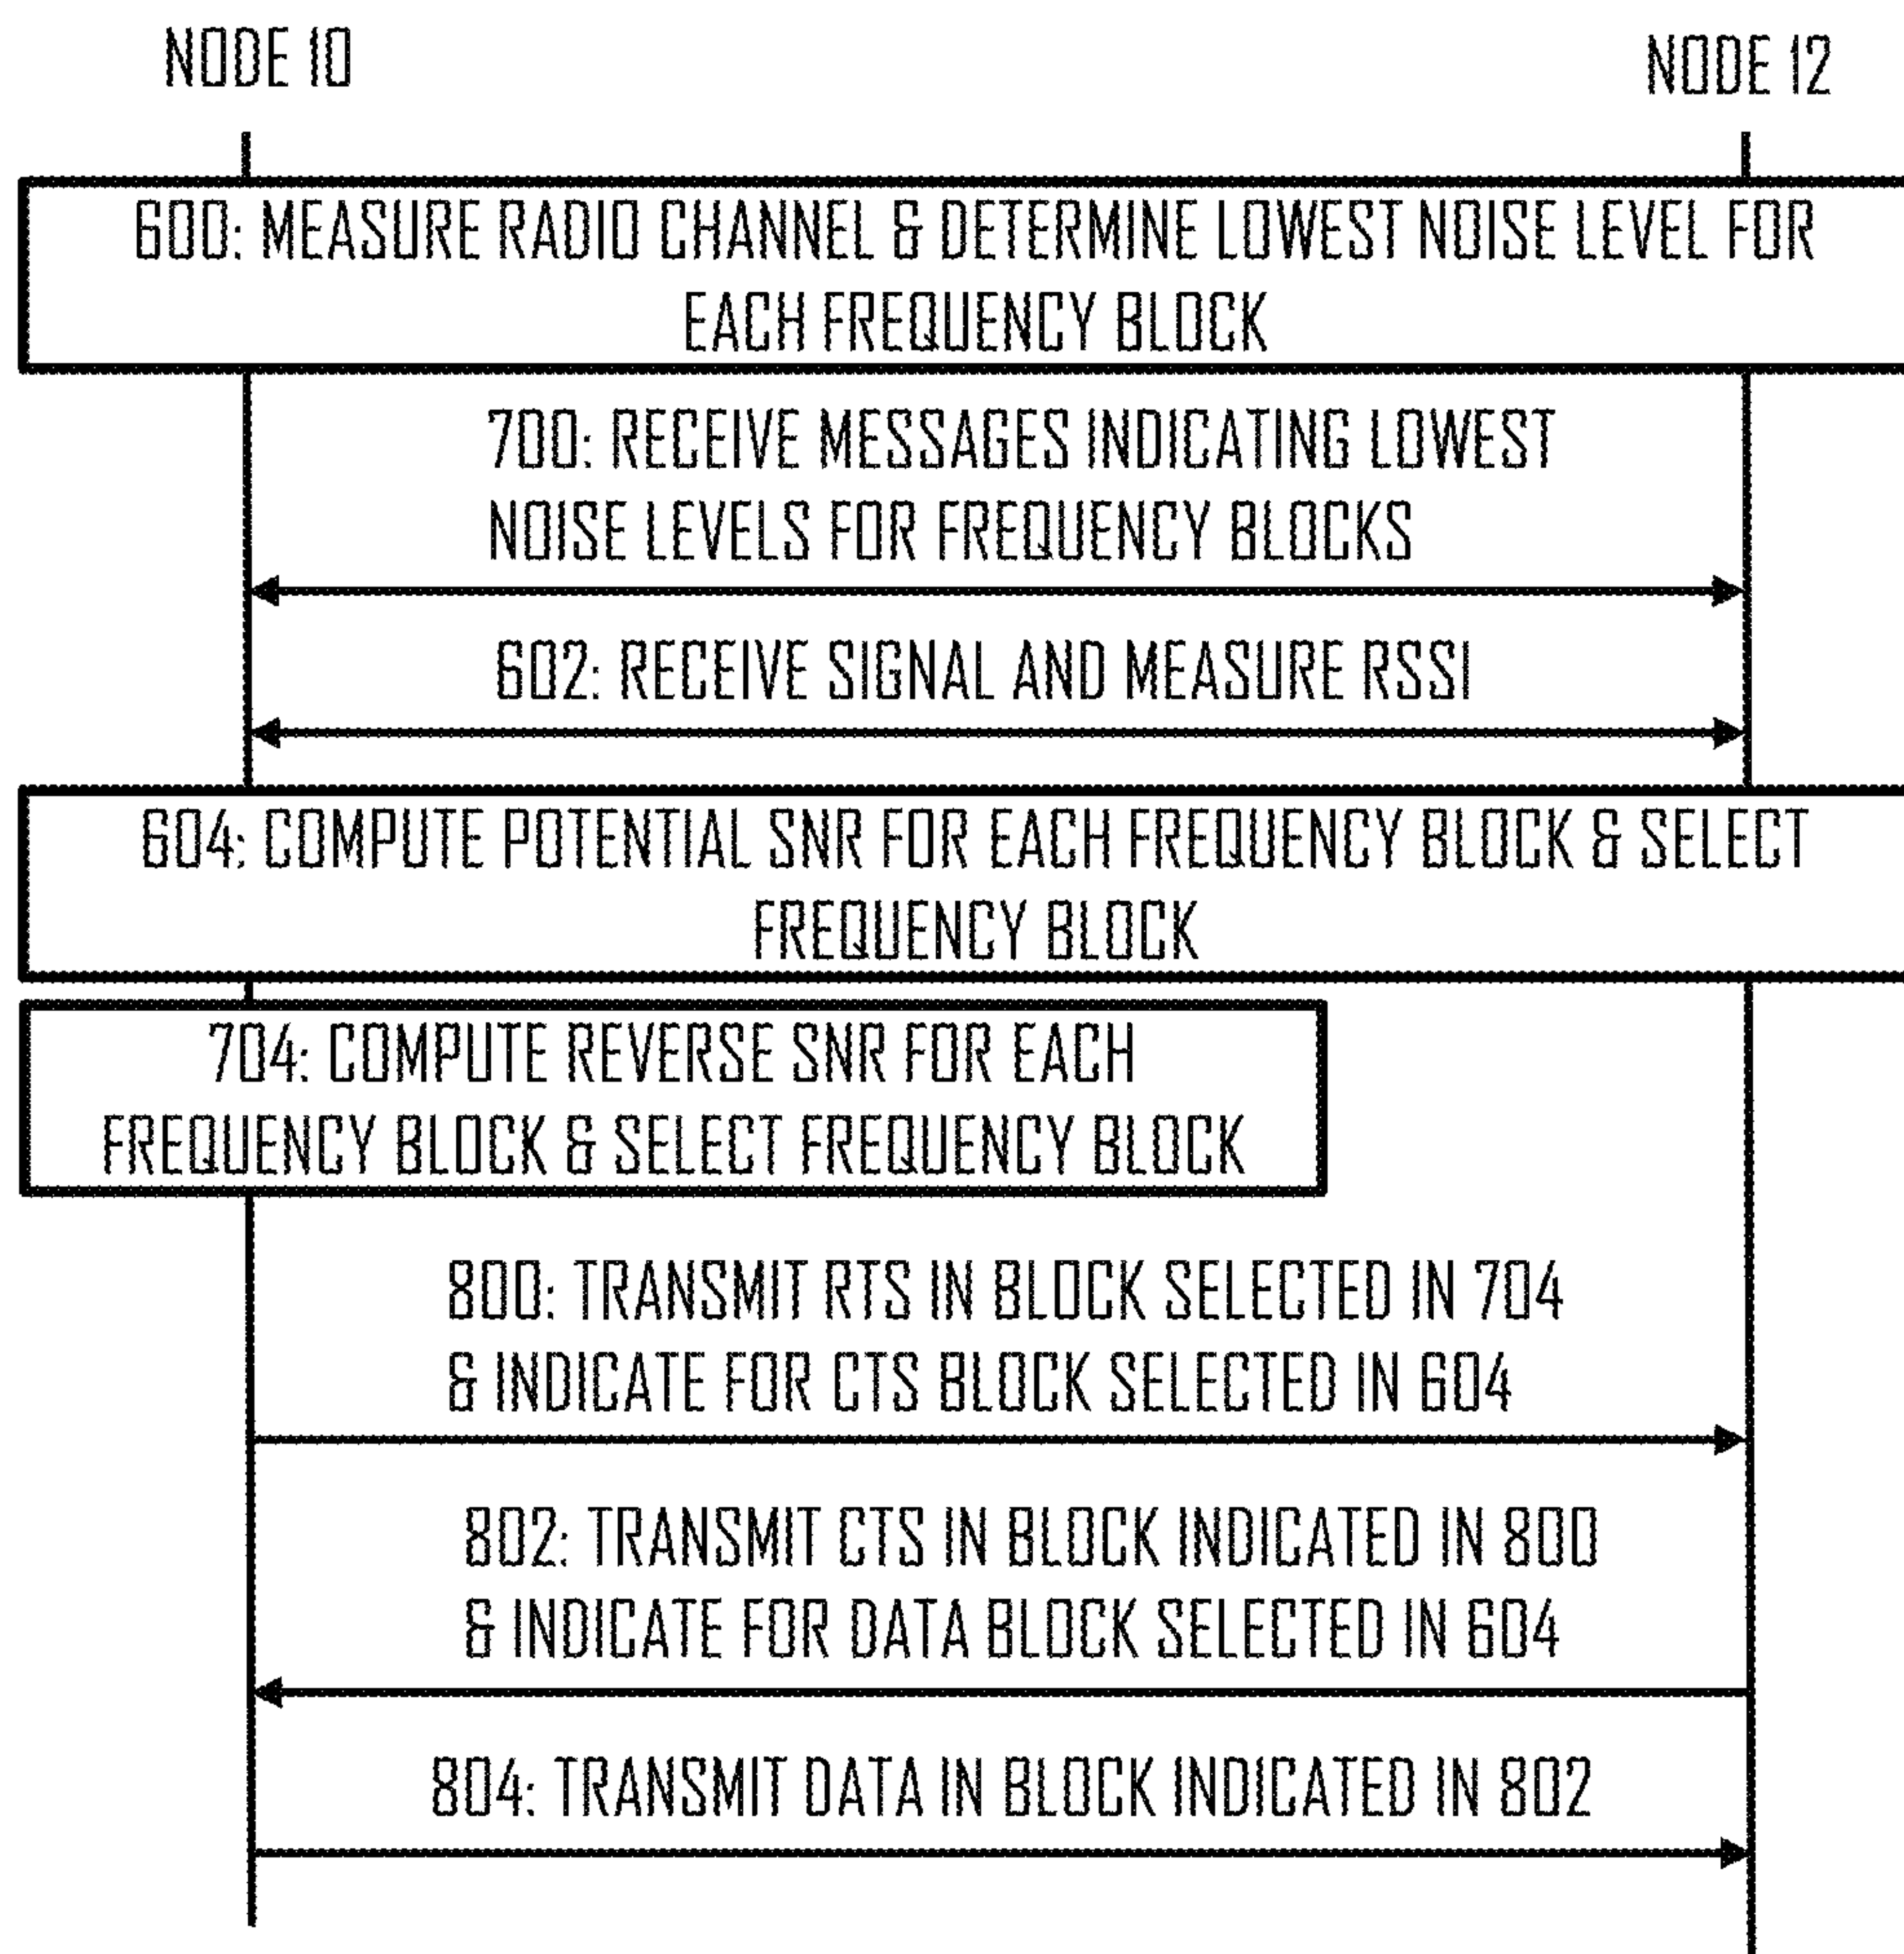 NODE 10
NODE 12
600: MEASURE RADIO CHANNEL & DETERMINE LOWEST NOISE LEVEL FOR
EACH FREQUENCY BLOCK
700: RECEIVE MESSAGES INDICATING LOWEST
NOISE LEVELS FOR FREQUENCY BLOCKS
602: RECEIVE SIGNAL AND MEASURE RSSI
604: COMPUTE POTENTIAL SNR FOR EACH FREQUENCY BLOCK & SELECT
FREQUENCY BLOCK
704: COMPUTE REVERSE SNR FOR EACH
FREQUENCY BLOCK & SELECT FREQUENCY BLOCK
800: TRANSMIT RTS IN BLOCK SELECTED IN 704
& INDICATE FOR CTS BLOCK SELECTED IN 604
802: TRANSMIT CTS IN BLOCK INDICATED IN 800
& INDICATE FOR DATA BLOCK SELECTED IN 604
804: TRANSMIT DATA IN BLOCK INDICATED IN 802